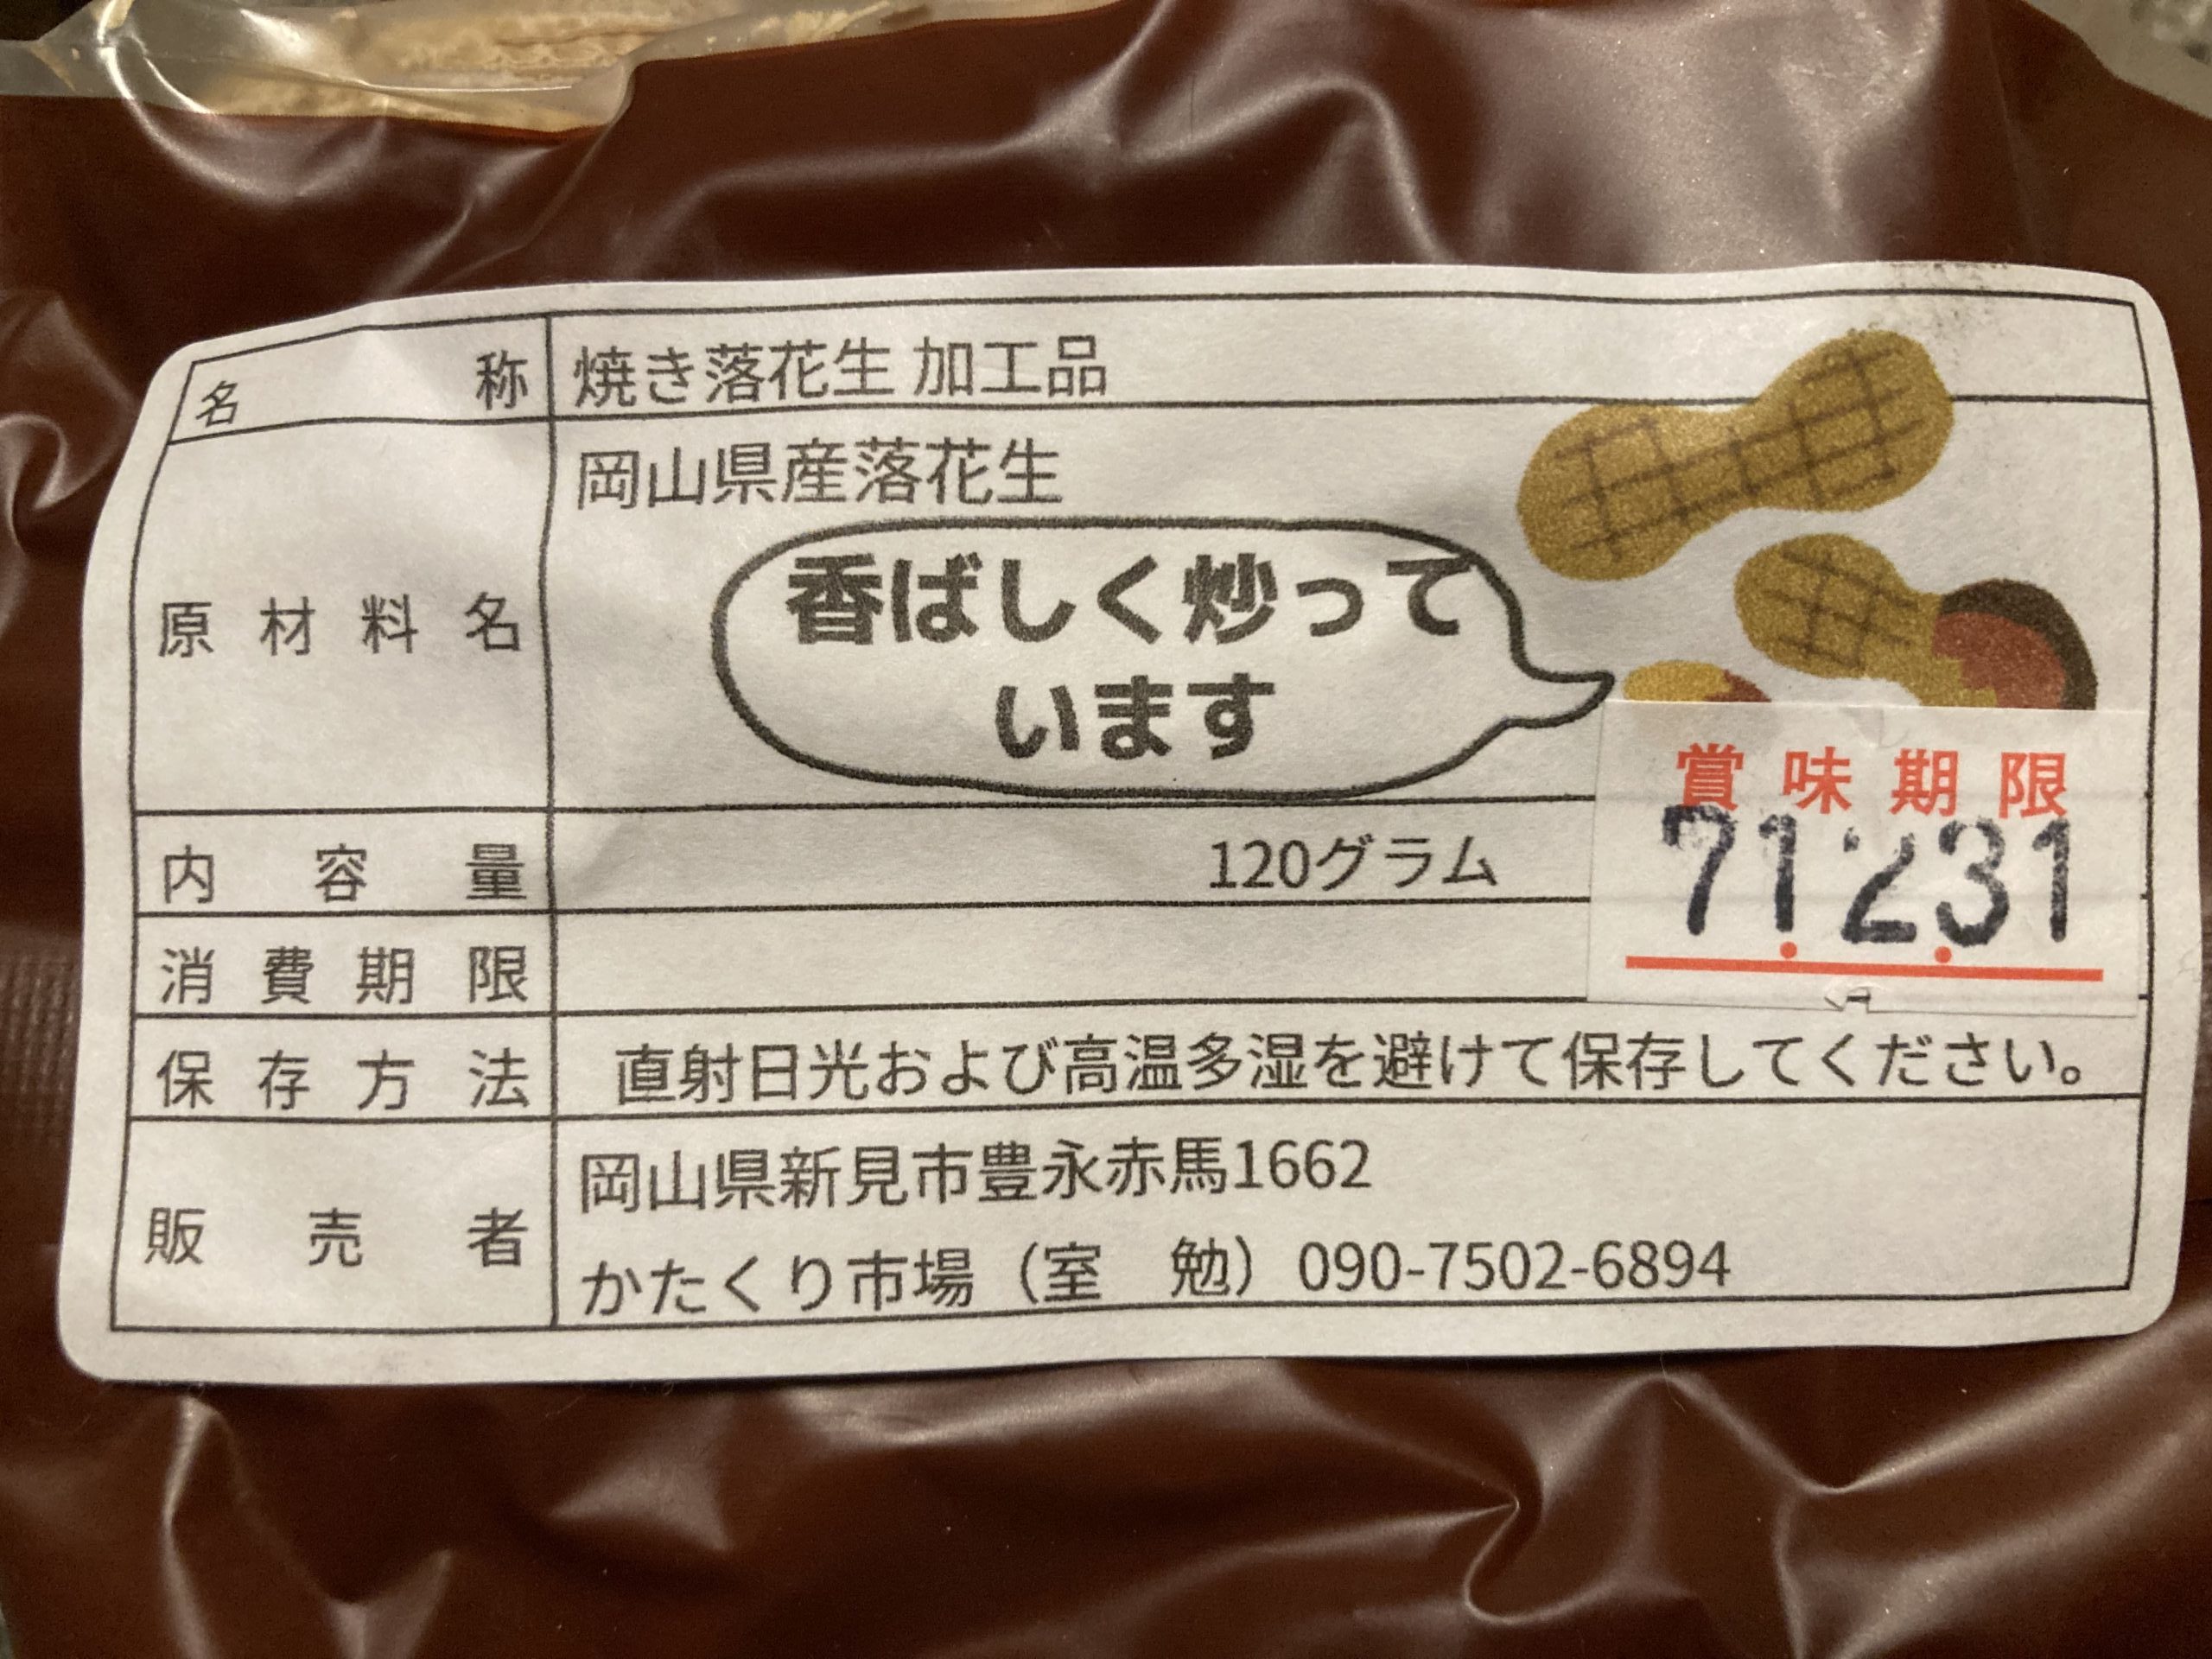 名称 焼き落花生 加工品
原材料名 岡山県産落花生
香ばしく炒って
います
賞味期限
71231
内容量 120グラム
消費期限
保存方法 直射日光および高温多湿を避けて保存してください。
販売者 岡山県新見市豊永赤馬1662
かたくり市場（室　勉）090-7502-6894